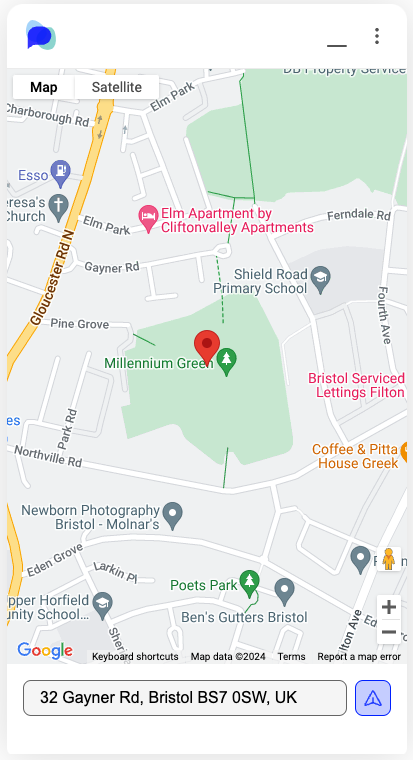 DB Property Service
Map
Satellite
Charborough Rd
Elm Park
Esso
eresa's
Church
Elm Apartment by
Cliftonvalley Apartments
Ferndale Rd
Elm Park
Gayner Rd
Gloucester Rd N
Shield Road
Primary School
Fourth Ave
Pine Grove
Millennium Green
Bristol Serviced
Lettings Filton
Park Rd
es
Northville Rd
Coffee & Pitta
House Greek
Newborn Photography
Bristol - Molnar's
Eden Grove
Larkin Pl
Poets Park
pper Horfield
unity School...
Ben's Gutters Bristol
Sher
lton Ave
Google
Keyboard shortcuts
Map data ©2024
Terms
Report a map error
32 Gayner Rd, Bristol BS7 0SW, UK